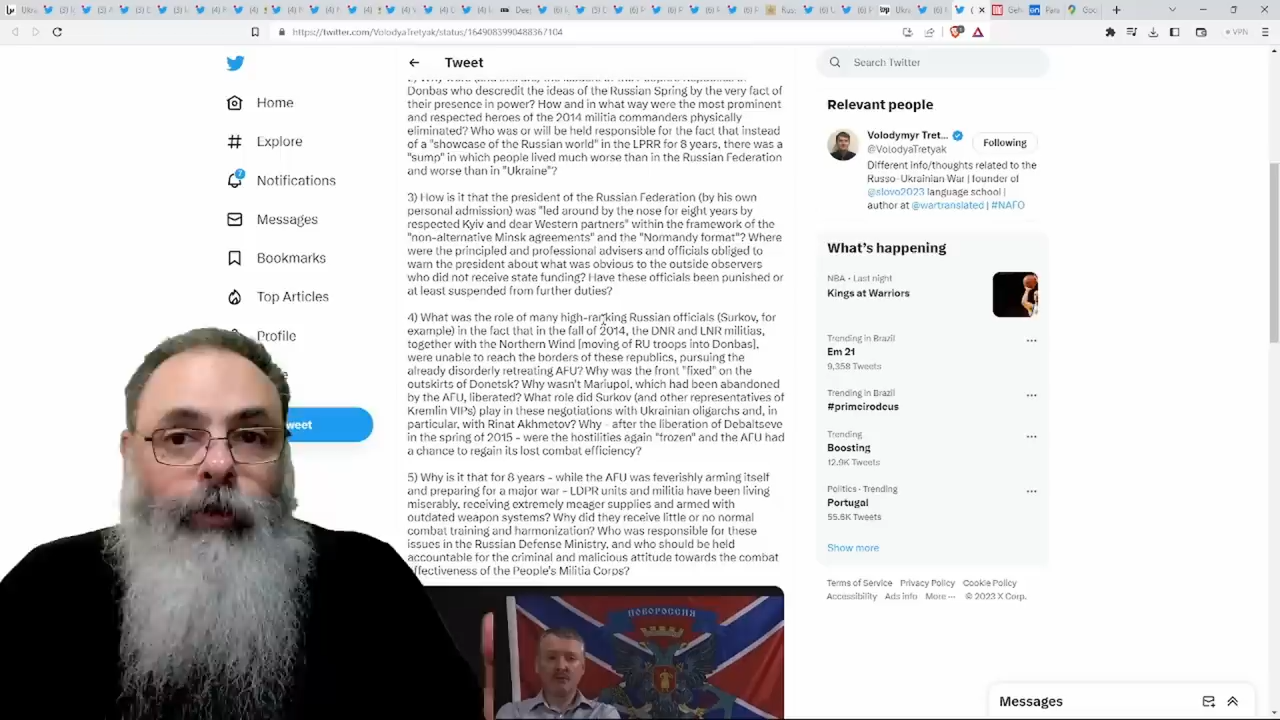 https://twitter.com/VolodyaTretyak/status/1649083990488367104
VPN
Tweet
Search Twitter
Home
Explore
7
Notifications
Messages
Bookmarks
Top Articles
Profile
weet
Donbas who descredit the ideas of the Russian Spring by the very fact of
their presence in power? How and in what way were the most prominent
and respected heroes of the 2014 militia commanders physically
eliminated? Who was or will be held responsible for the fact that instead
of a "showcase of the Russian world" in the LPRR for 8 years, there was a
"sump" in which people lived much worse than in the Russian Federation
and worse than in "Ukraine"?
3) How is it that the president of the Russian Federation (by his own
personal admission) was "led around by the nose for eight years by
respected Kyiv and dear Western partners" within the framework of the
"non-alternative Minsk agreements" and the "Normandy format"? Where
were the principled and professional advisers and officials obliged to
warn the president about what was obvious to the outside observers
who did not receive state funding? Have these officials been punished or
at least suspended from further duties?
4) What was the role of many high-ranking Russian officials (Surkov, for
example) in the fact that in the fall of 2014, the DNR and LNR militias,
together with the Northern Wind [moving of RU troops into Donbas],
were unable to reach the borders of these republics, pursuing the
already disorderly retreating AFU? Why was the front "fixed" on the
outskirts of Donetsk? Why wasn't Mariupol, which had been abandoned
by the AFU, liberated? What role did Surkov (and other representatives of
Kremlin VIPs) play in these negotiations with Ukrainian oligarchs and, in
particular, with Rinat Akhmetov? Why - after the liberation of Debaltseve
in the spring of 2015 - were the hostilities again "frozen" and the AFU had
a chance to regain its lost combat efficiency?
5) Why is it that for 8 years - while the AFU was feverishly arming itself
and preparing for a major war - LDPR units and militia have been living
miserably, receiving extremely meager supplies and armed with
outdated weapon systems? Why did they receive little or no normal
combat training and harmonization? Who was responsible for these
issues in the Russian Defense Ministry, and who should be held
accountable for the criminal and malicious attitude towards the combat
effectiveness of the People's Militia Corps?
НОВОРОССИЯ
Relevant people
Volodymyr Tret...
@VolodyaTretyak
Following
Different info/thoughts related to the
Russo-Ukrainian War | founder of
@slovo2023 language school |
author at @wartranslated | #NAFO
What's happening
NBA · Last night
Kings at Warriors
Trending in Brazil
Em 21
9,358 Tweets
Trending in Brazil
#primeirodeus
Trending
Boosting
12.9K Tweets
Politics · Trending
Portugal
55.6K Tweets
Show more
Terms of Service Privacy Policy Cookie Policy
Accessibility Ads info More ··· © 2023 X Corp.
Messages